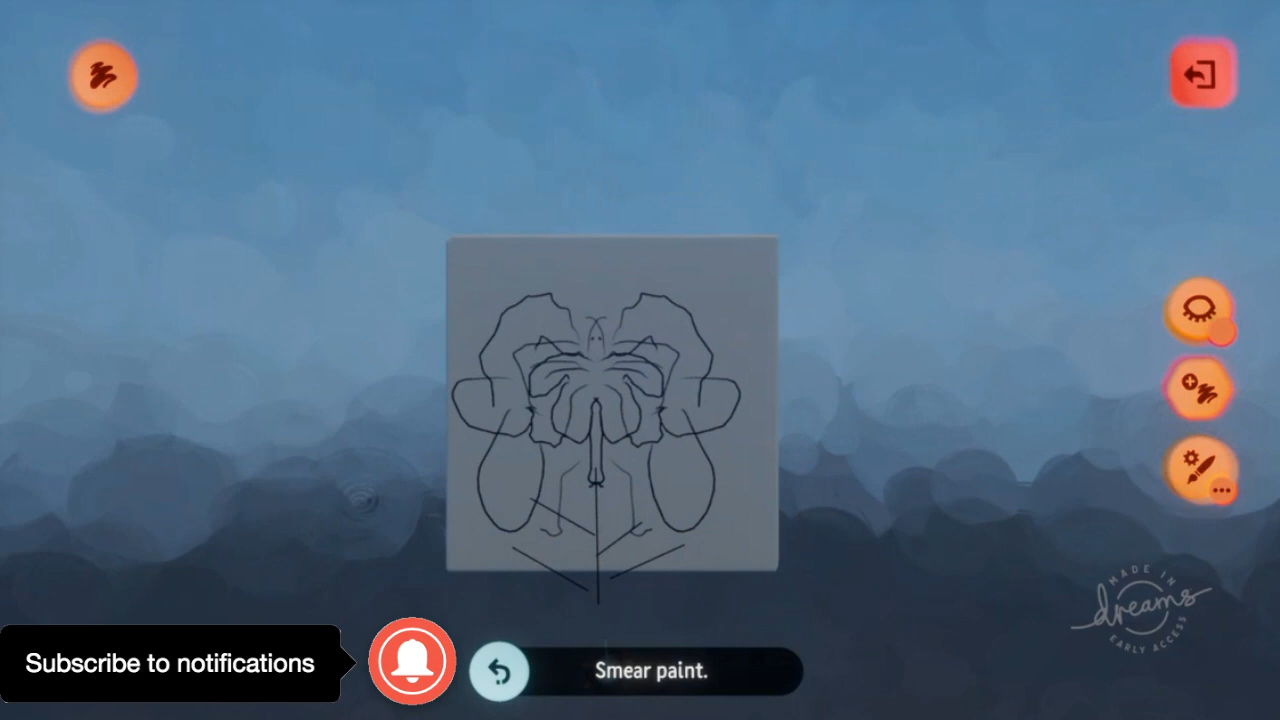 MADE IN
dreams
EARLY ACCESS
Subscribe to notifications
Smear paint.